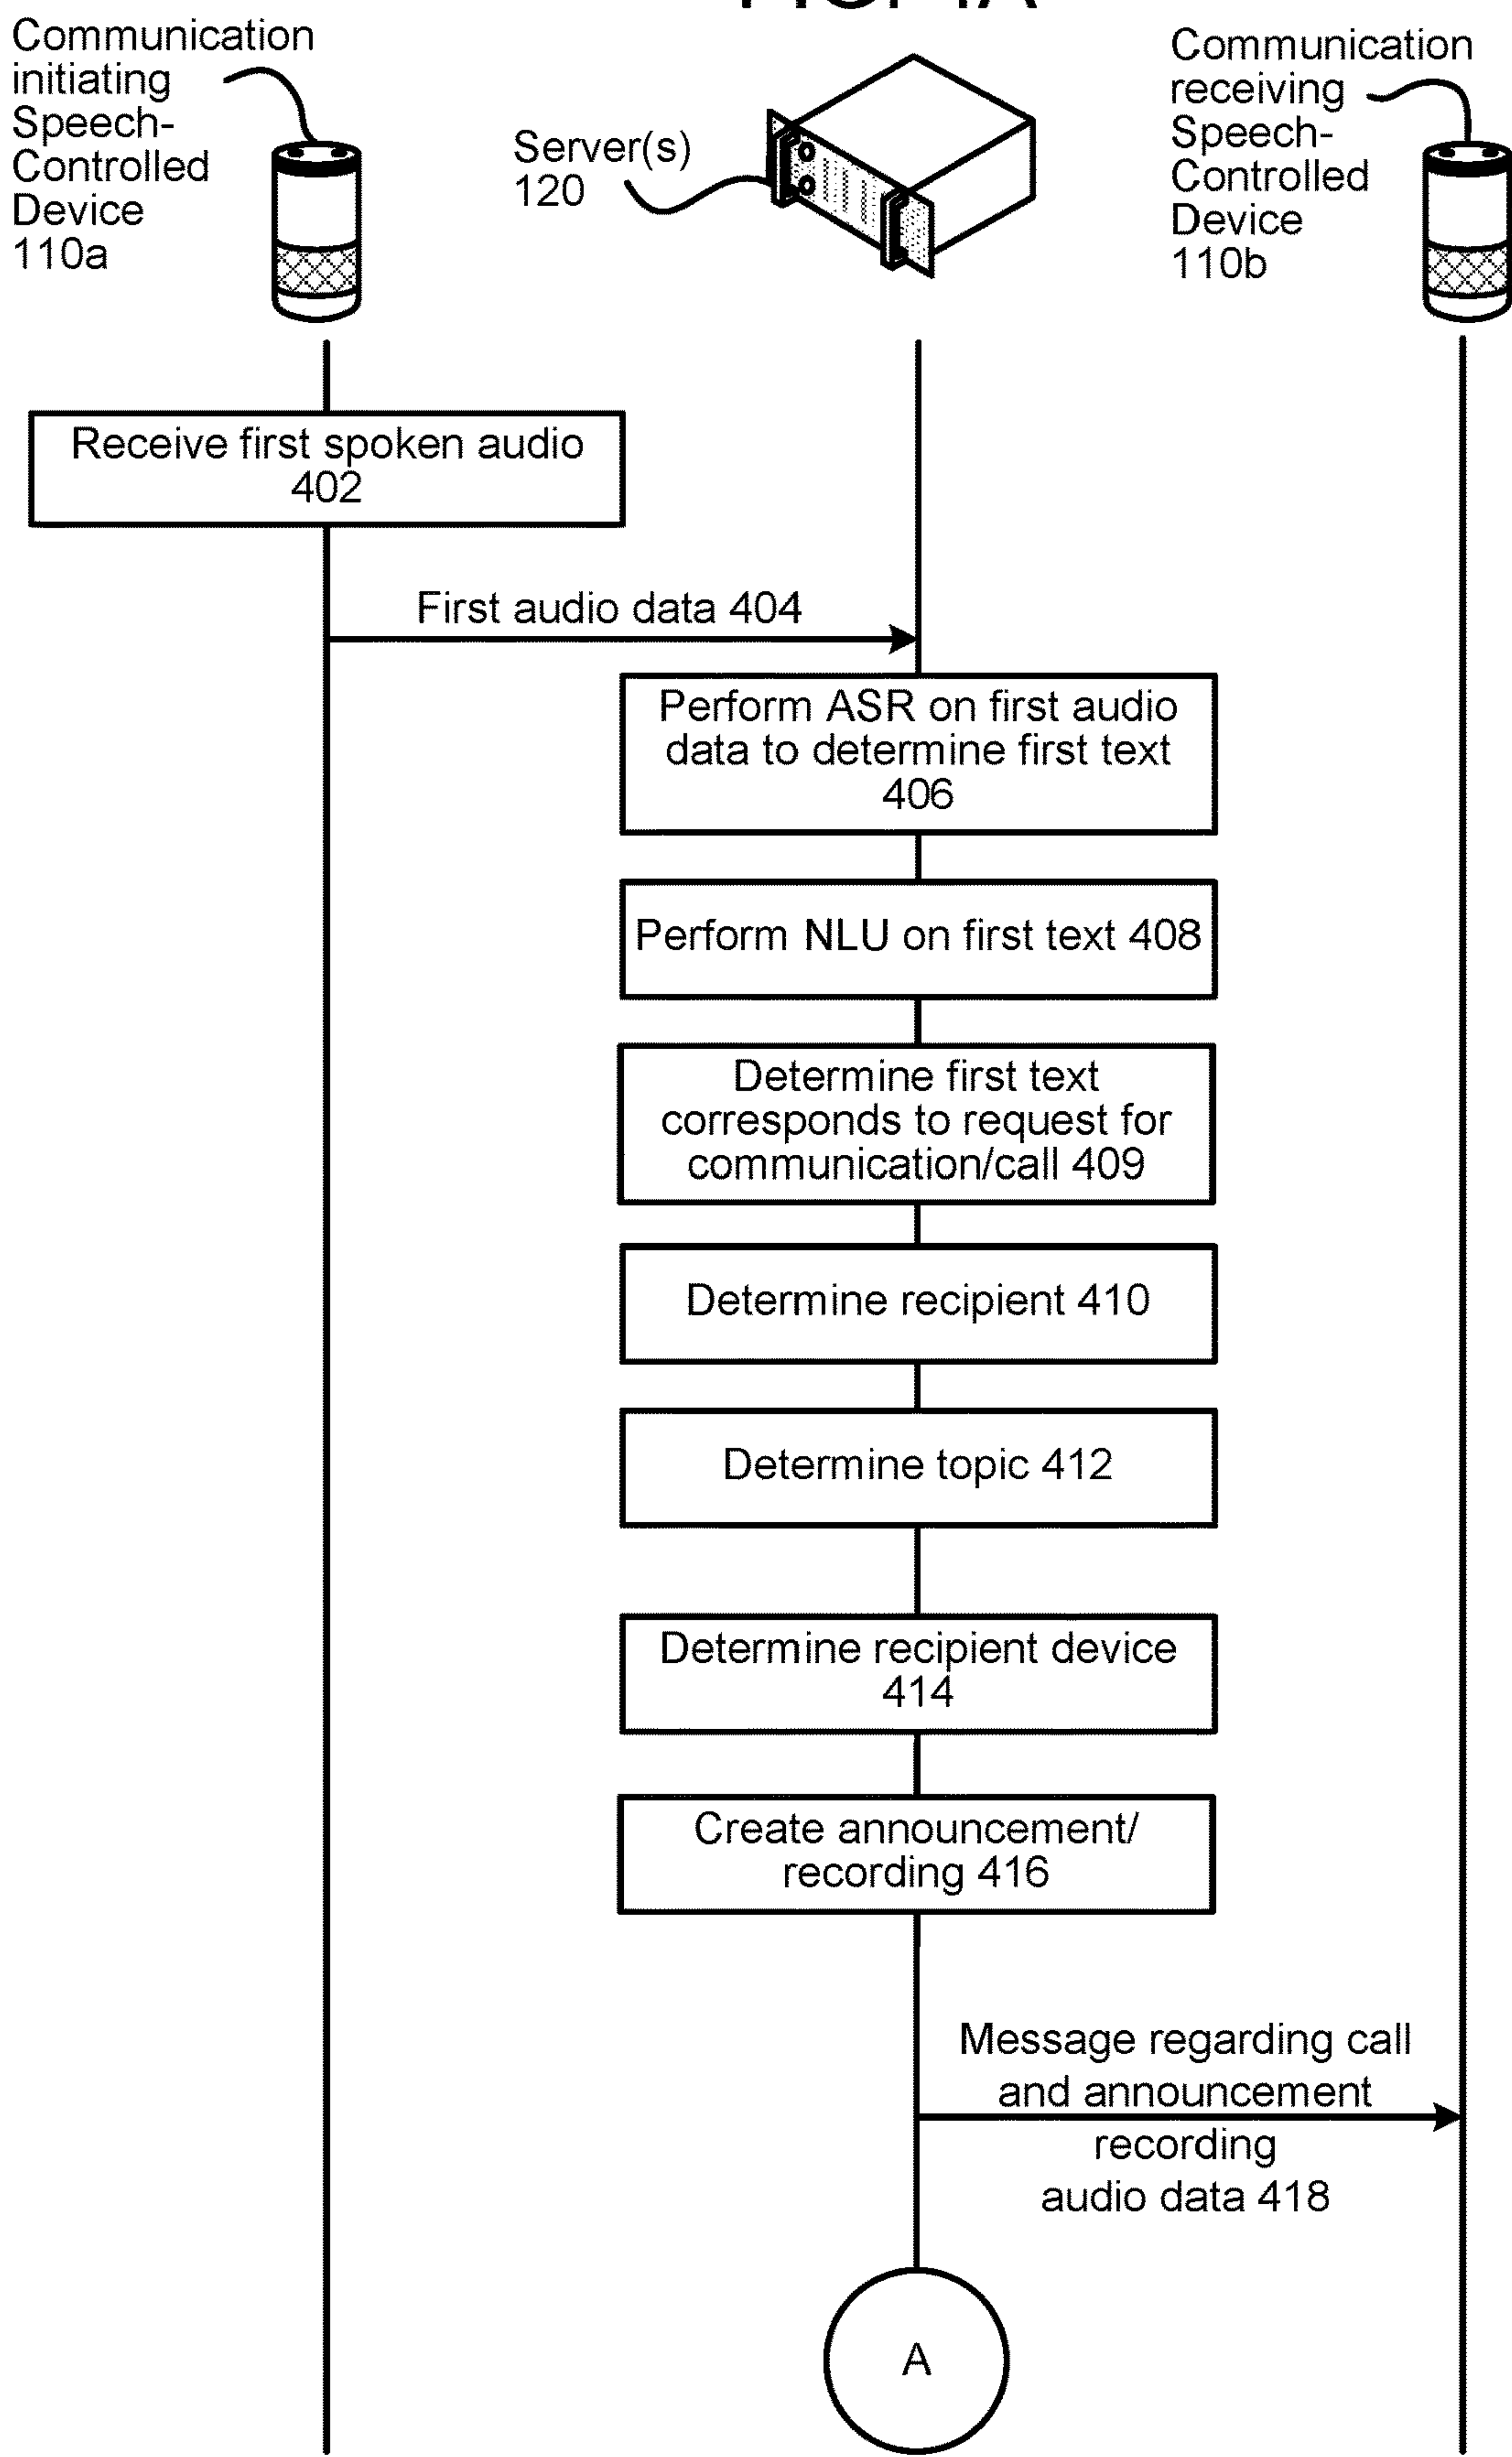 Communication
initiating
Speech-
Controlled
Device
110a
Server(s)
120
Communication
receiving
Speech-
Controlled
Device
110b
Receive first spoken audio
402
First audio data 404
Perform ASR on first audio
data to determine first text
406
Perform NLU on first text 408
Determine first text
corresponds to request for
communication/call 409
Determine recipient 410
Determine topic 412
Determine recipient device
414
Create announcement/
recording 416
Message regarding call
and announcement
recording
audio data 418
A